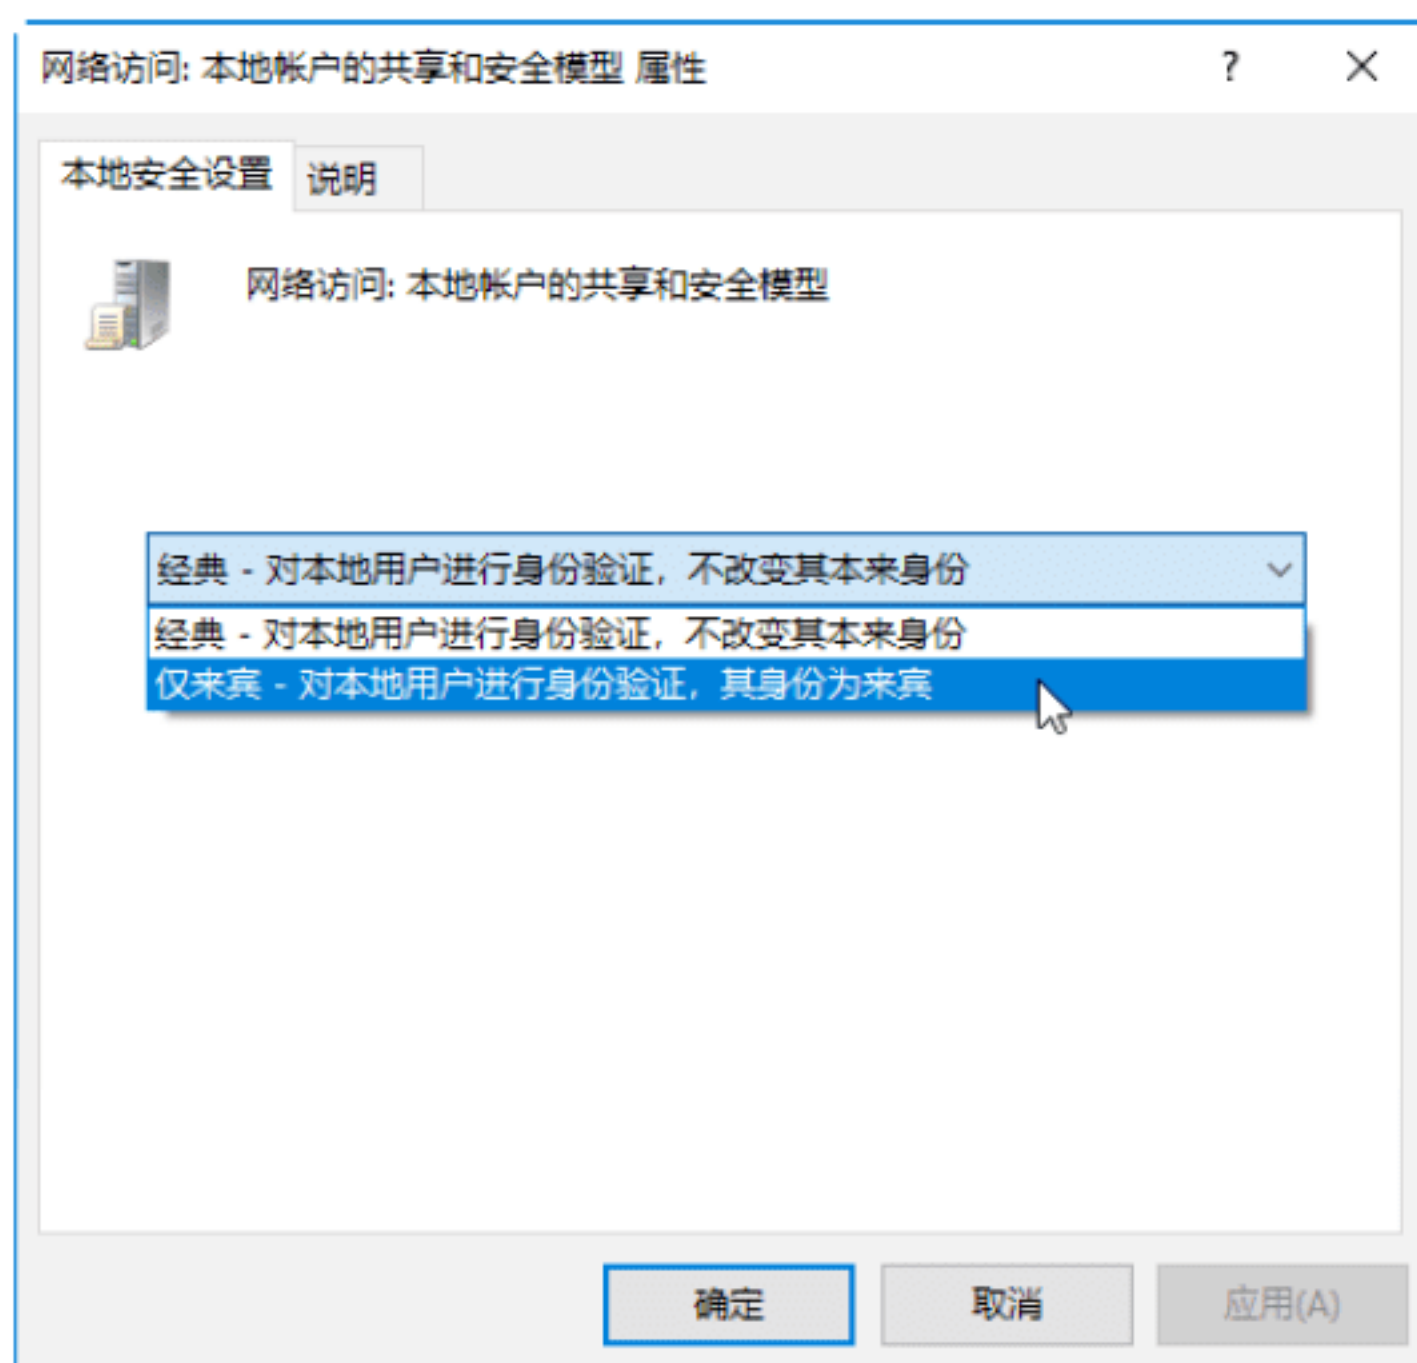 网络访问: 本地帐户的共享和安全模型 属性
?
本地安全设置
说明
网络访问: 本地帐户的共享和安全模型
经典 - 对本地用户进行身份验证，不改变其本来身份
经典 - 对本地用户进行身份验证，不改变其本来身份
仅来宾 - 对本地用户进行身份验证，其身份为来宾
确定
取消
应用(A)